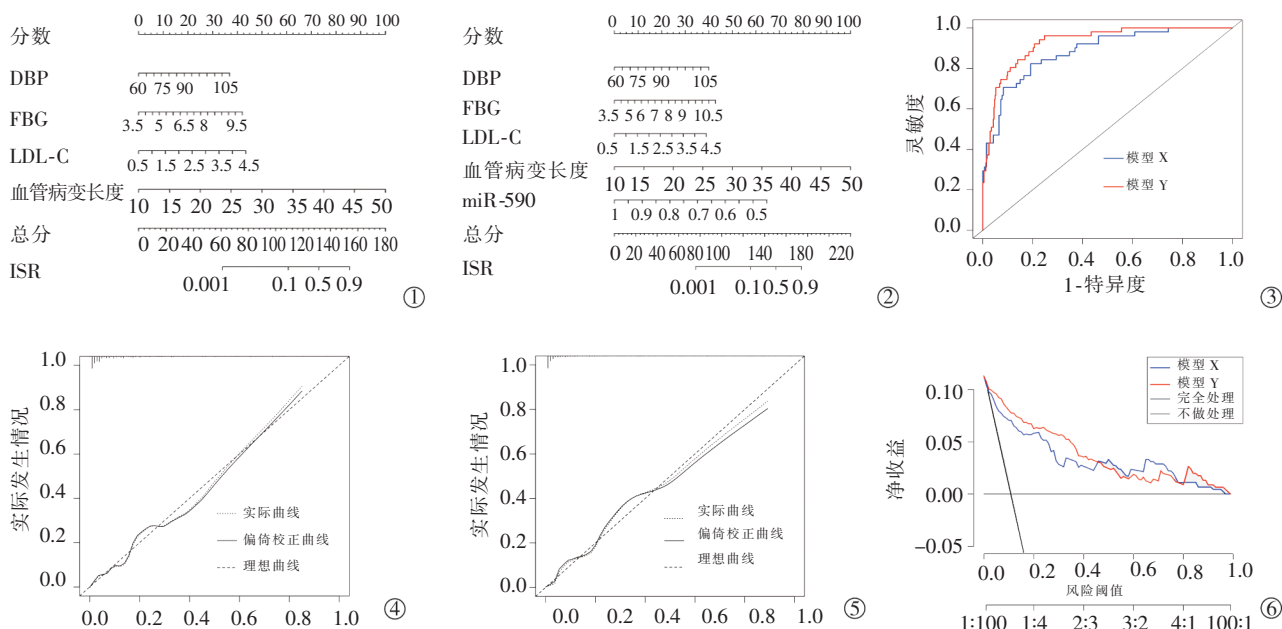 0 10 20 30 40 50 60 70 80 90 100
分数
DBP
60 75 90 105
FBG
3.5 5 6.5 8 9.5
LDL-C
0.5 1.5 2.5 3.5 4.5
血管病变长度
10 15 20 25 30 35 40 45 50
总分
0 20 40 60 80 100 120 140 160 180
ISR
0.001 0.1 0.5 0.9
①
0 10 20 30 40 50 60 70 80 90 100
分数
DBP
60 75 90 105
FBG
3.5 5 6 7 8 9 10.5
LDL-C
0.5 1.5 2.5 3.5 4.5
血管病变长度
10 15 20 25 30 35 40 45 50
miR-590
1 0.9 0.8 0.7 0.6 0.5
总分
0 20 40 60 80 100 140 180 220
ISR
0.001 0.1 0.5 0.9
②
1.0
0.8
0.6
0.4
0.2
0.0
灵敏度
模型 X
模型 Y
0.0 0.2 0.4 0.6 0.8 1.0
1-特异度
③
1.0
0.8
0.6
0.4
0.2
0.0
实际发生情况
实际曲线
偏倚校正曲线
理想曲线
0.0 0.2 0.4 0.6 0.8 1.0
④
1.0
0.8
0.6
0.4
0.2
0.0
实际发生情况
实际曲线
偏倚校正曲线
理想曲线
0.0 0.2 0.4 0.6 0.8 1.0
⑤
模型 X
模型 Y
完全处理
不做处理
0.10
0.05
0.00
-0.05
净收益
0.0 0.2 0.4 0.6 0.8 1.0
风险阈值
1:100 1:4 2:3 3:2 4:1 100:1
⑥